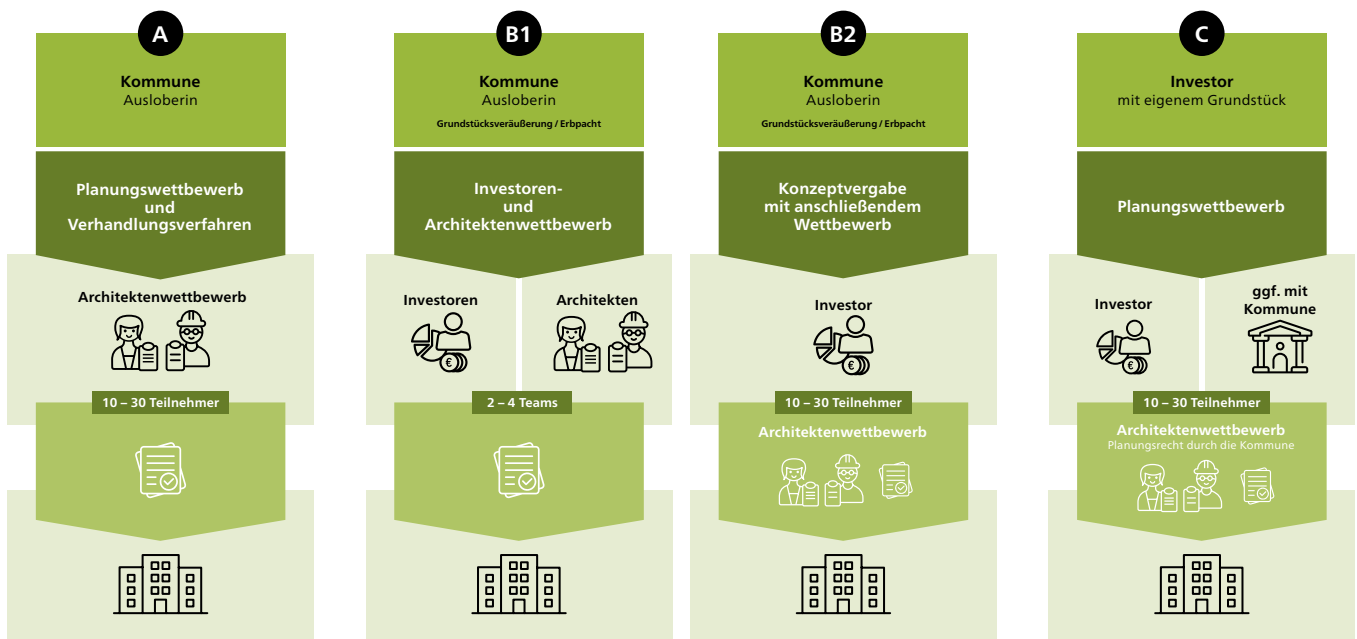 A
Kommune
Ausloberin
Planungswettbewerb
und
Verhandlungsverfahren
Architektenwettbewerb
10 – 30 Teilnehmer
B1
Kommune
Ausloberin
Grundstücksveräußerung / Erbpacht
Investoren-
und
Architektenwettbewerb
Investoren
Architekten
€
2 – 4 Teams
B2
Kommune
Ausloberin
Grundstücksveräußerung / Erbpacht
Konzeptvergabe
mit anschließendem
Wettbewerb
Investor
€
10 – 30 Teilnehmer
Architektenwettbewerb
C
Investor
mit eigenem Grundstück
Planungswettbewerb
Investor
ggf. mit
Kommune
€
10 – 30 Teilnehmer
Architektenwettbewerb
Planungsrecht durch die Kommune